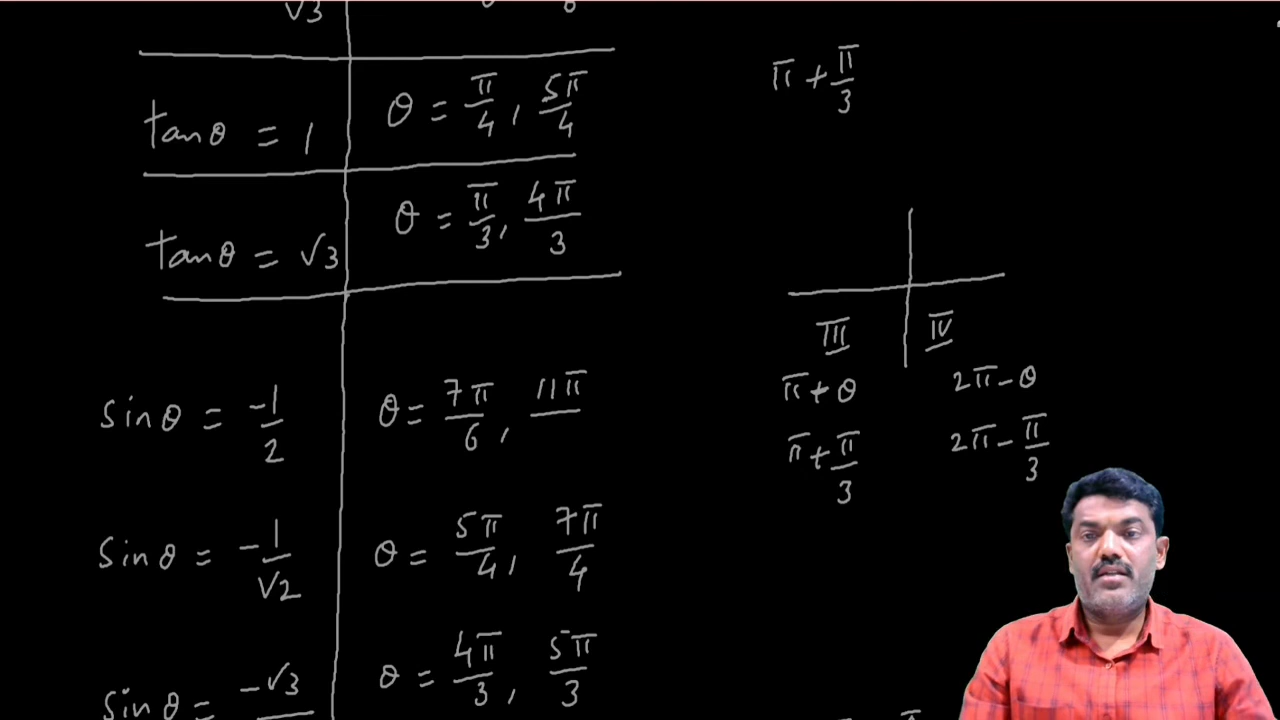 √3
π + π/3
tanθ = 1 θ = π/4, 5π/4
tanθ = √3 θ = π/3, 4π/3
III IV
π + θ 2π - θ
sinθ = -1/2 θ = 7π/6, 11π
π + π/3 2π - π/3
sinθ = -1/√2 θ = 5π/4, 7π/4
sinθ = -√3 θ = 4π/3, 5π/3